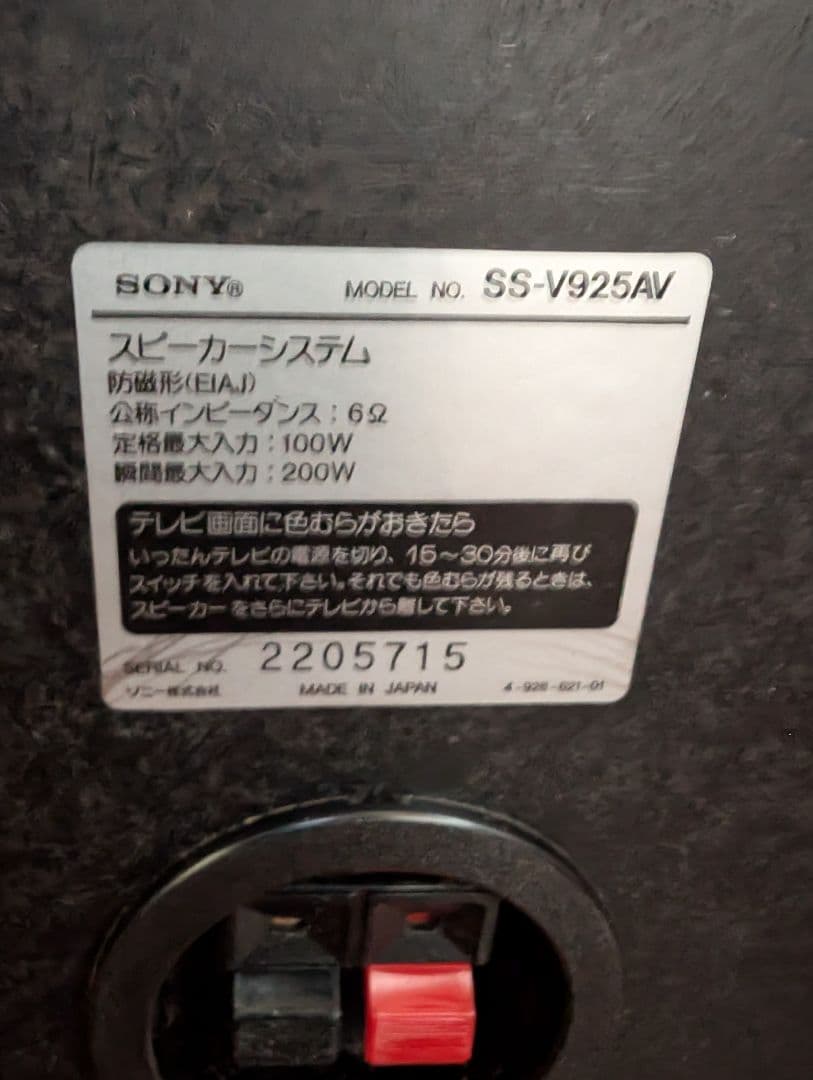 SONY® MODEL NO. SS-V925AV
スピーカーシステム
防磁形(EIAJ)
公称インピーダンス：6Ω
定格最大入力：100W
瞬間最大入力：200W
テレビ画面に色むらがおきたら
いったんテレビの電源を切り、15～30分後に再び
スイッチを入れて下さい。それでも色むらが残るときは、
スピーカーをさらにテレビから離して下さい。
SERIAL NO. 2205715
ソニー株式会社 MADE IN JAPAN 4-928-621-01